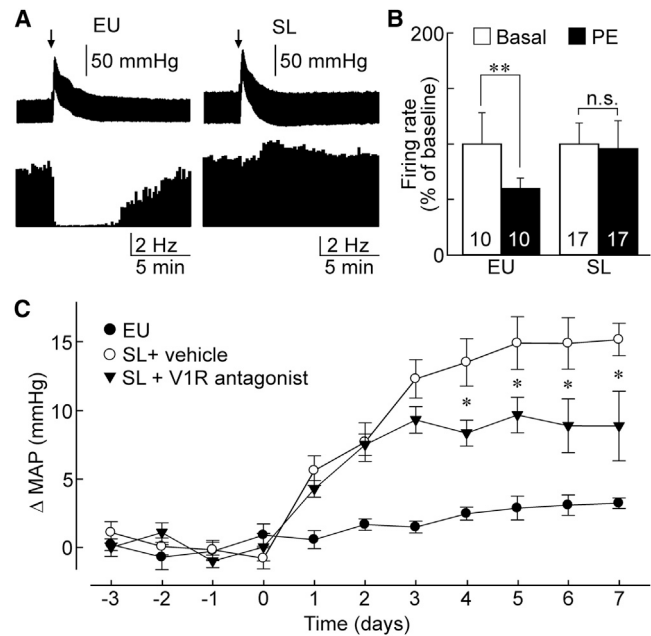 A
EU
SL
50 mmHg
50 mmHg
2 Hz
5 min
2 Hz
5 min
B
Basal
PE
200
0
Firing rate
(% of baseline)
**
n.s.
10
10
17
17
EU
SL
C
EU
SL+ vehicle
SL + V1R antagonist
Δ MAP (mmHg)
15
10
5
0
*
*
*
*
-3 -2 -1 0 1 2 3 4 5 6 7
Time (days)